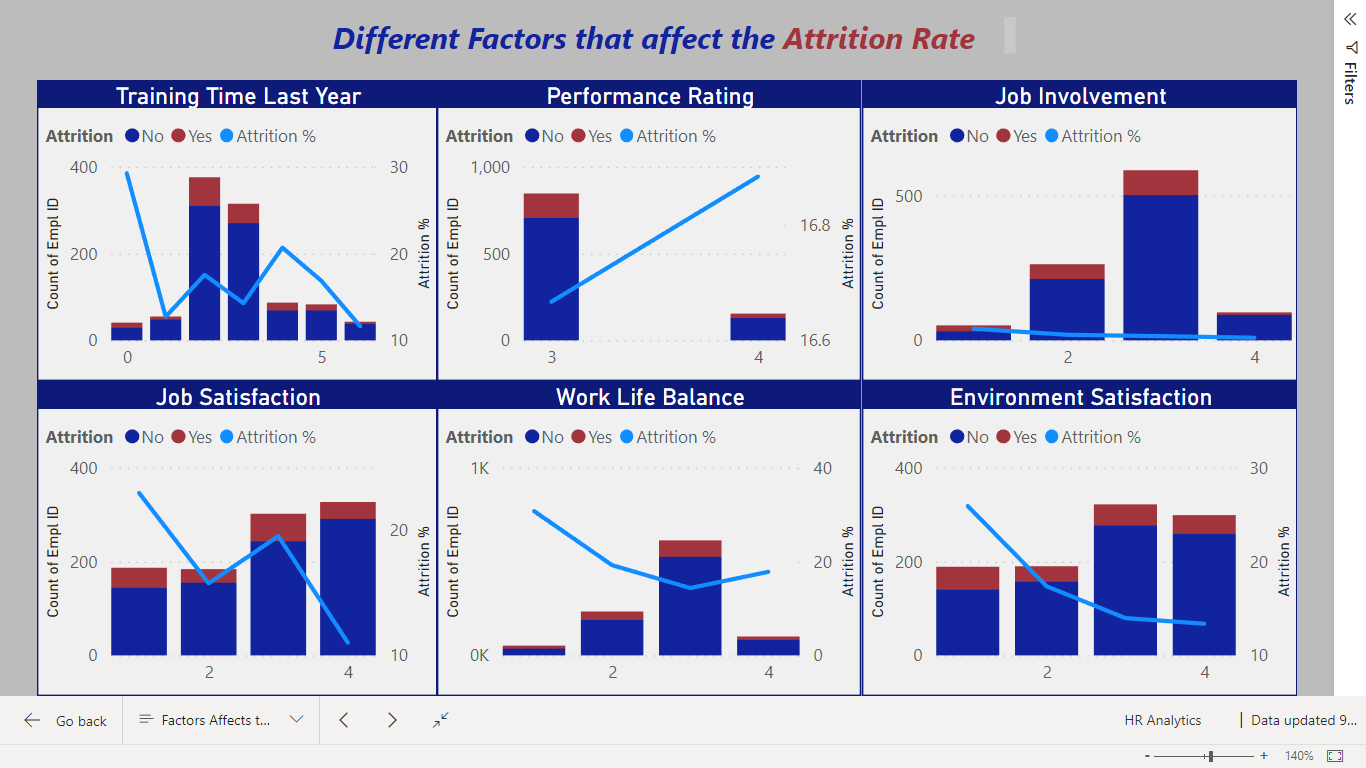 Different Factors that affect the Attrition Rate
Filters
Training Time Last Year
Attrition No Yes Attrition %
400 30
200 20
0 10
0 5
Count of Empl ID
Attrition %
Performance Rating
Attrition No Yes Attrition %
1,000
500 16.8
0 16.6
3 4
Count of Empl ID
Attrition %
Job Involvement
Attrition No Yes Attrition %
500
0
2 4
Count of Empl ID
Job Satisfaction
Attrition No Yes Attrition %
400
200 20
0 10
2 4
Count of Empl ID
Attrition %
Work Life Balance
Attrition No Yes Attrition %
1K 40
20
0K 0
2 4
Count of Empl ID
Attrition %
Environment Satisfaction
Attrition No Yes Attrition %
400 30
200 20
0 10
2 4
Count of Empl ID
Attrition %
Go back
Factors Affects t...
HR Analytics | Data updated 9...
- + 140%